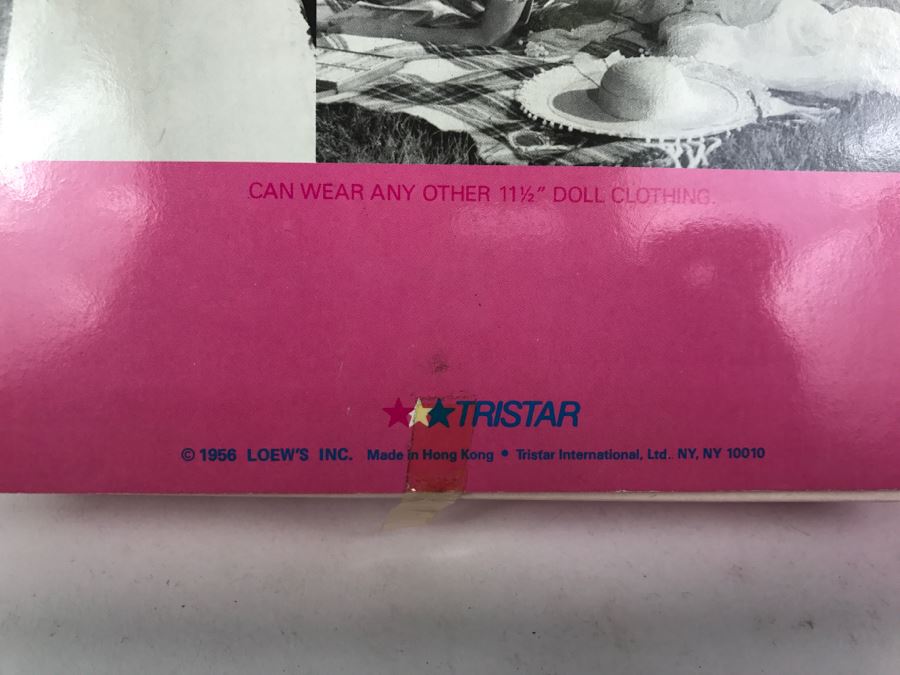 CAN WEAR ANY OTHER 11½″ DOLL CLOTHING.
TRISTAR
© 1956 LOEW'S INC. Made in Hong Kong • Tristar International, Ltd. NY, NY 10010